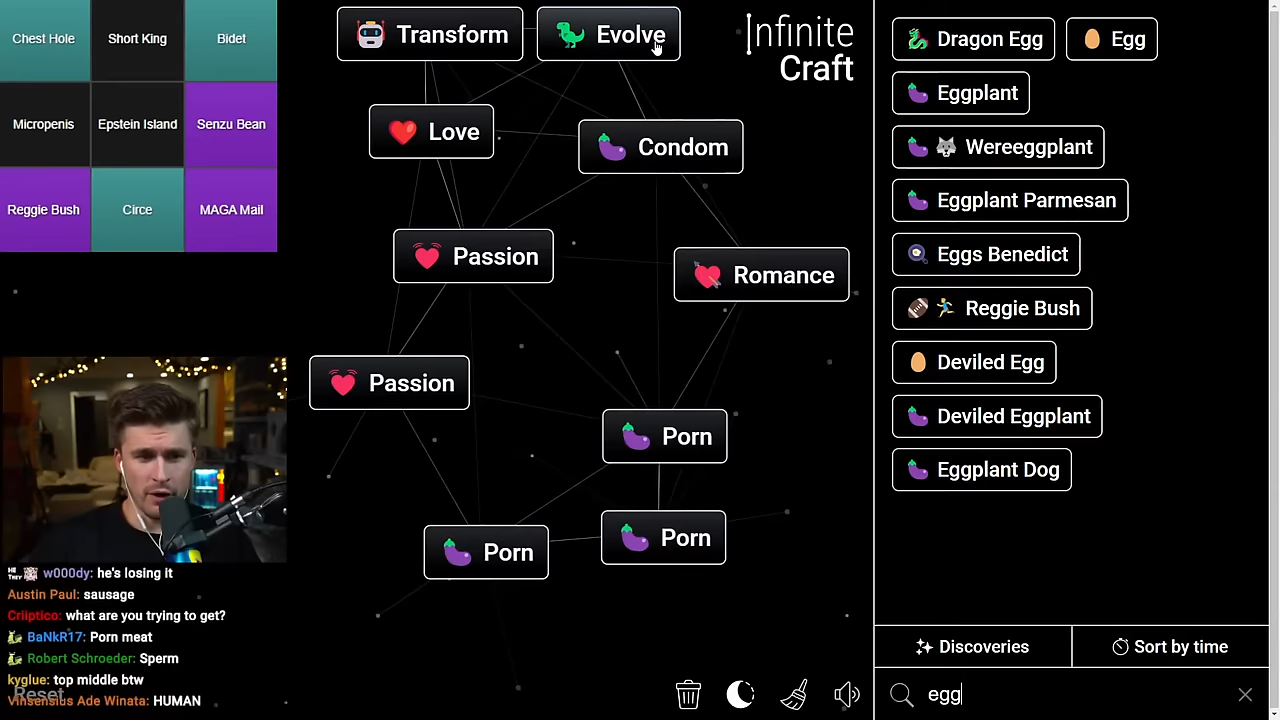 Chest Hole
Short King
Bidet
Micropenis
Epstein Island
Senzu Bean
Reggie Bush
Circe
MAGA Mail
Transform
Evolve
Infinite
Craft
Love
Condom
Passion
Romance
Passion
Porn
Porn
Porn
Dragon Egg
Egg
Eggplant
Wereeggplant
Eggplant Parmesan
Eggs Benedict
Reggie Bush
Deviled Egg
Deviled Eggplant
Eggplant Dog
Discoveries
Sort by time
egg
HE THEY w000dy: he's losing it
Austin Paul: sausage
Criiptico: what are you trying to get?
BaNkR17: Porn meat
Robert Schroeder: Sperm
kyglue: top middle btw
Reset
Vinsensius Ade Winata: HUMAN